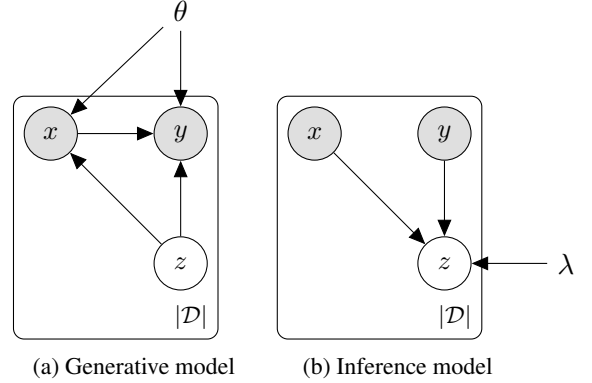 θ
x y x y
z z λ
|𝒟| |𝒟|
(a) Generative model (b) Inference model